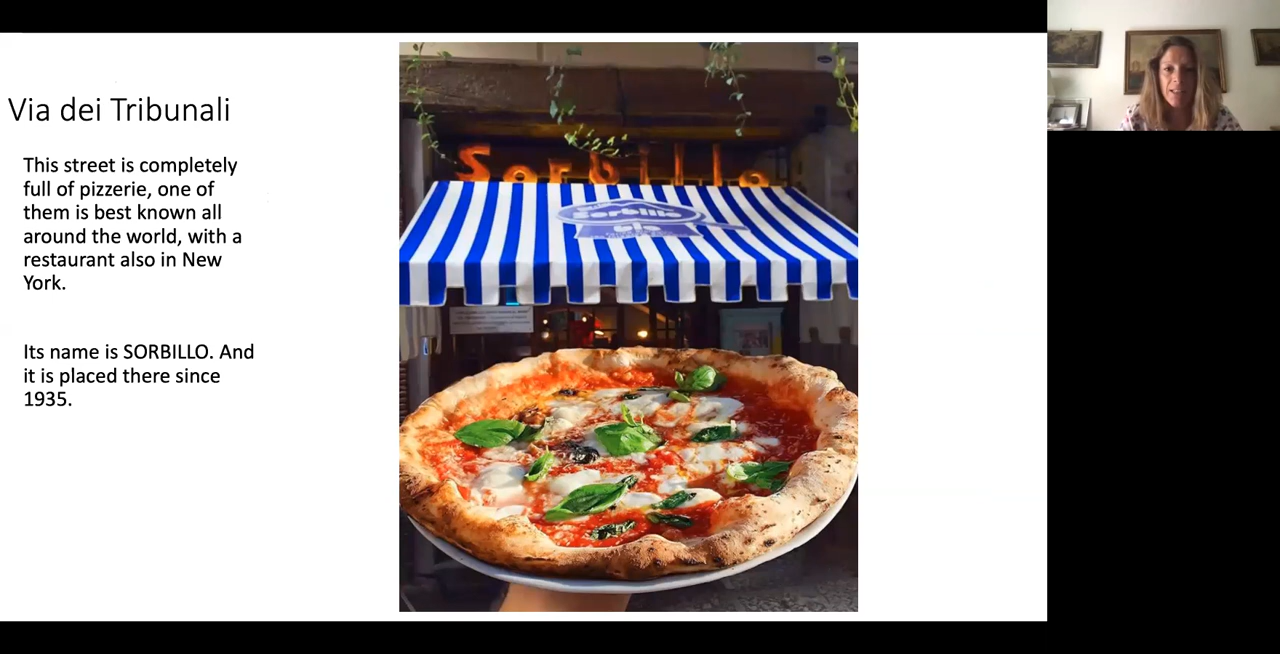 Via dei Tribunali
This street is completely
full of pizzerie, one of
them is best known all
around the world, with a
restaurant also in New
York.
Its name is SORBILLO. And
it is placed there since
1935.
Sorbillo
Sorbillo